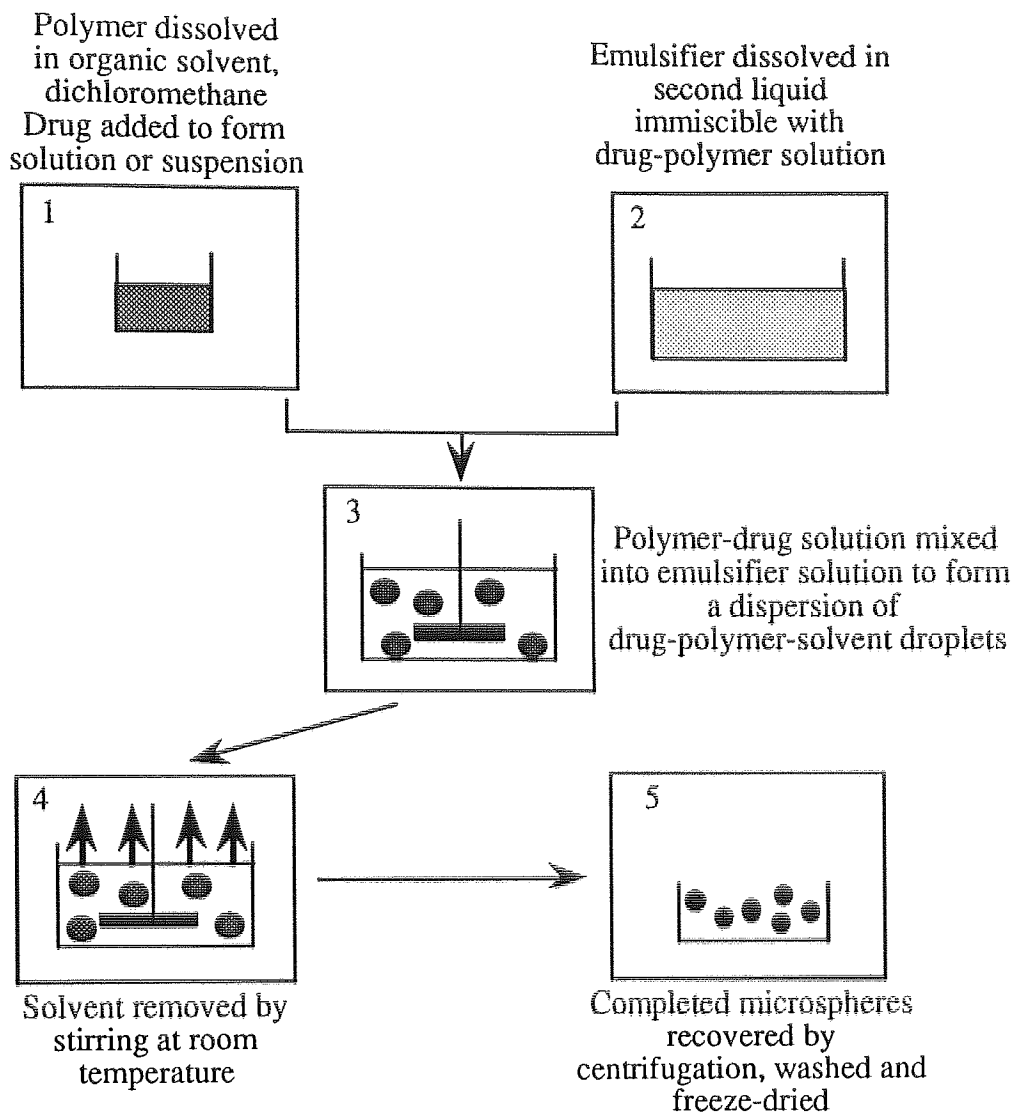 Polymer dissolved
in organic solvent,
dichloromethane
Drug added to form
solution or suspension
1
Emulsifier dissolved in
second liquid
immiscible with
drug-polymer solution
2
3
Polymer-drug solution mixed
into emulsifier solution to form
a dispersion of
drug-polymer-solvent droplets
4
Solvent removed by
stirring at room
temperature
5
Completed microspheres
recovered by
centrifugation, washed and
freeze-dried